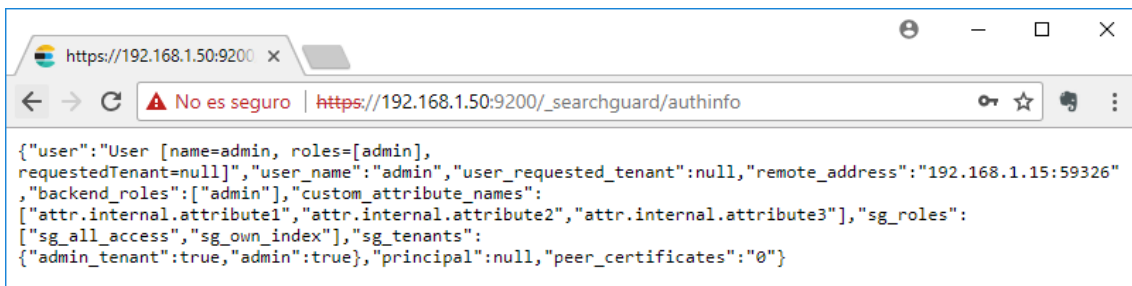 https://192.168.1.50:9200
No es seguro | https://192.168.1.50:9200/_searchguard/authinfo
{"user":"User [name=admin, roles=[admin],
requestedTenant=null]","user_name":"admin","user_requested_tenant":null,"remote_address":"192.168.1.15:59326"
,"backend_roles":["admin"],"custom_attribute_names":
["attr.internal.attribute1","attr.internal.attribute2","attr.internal.attribute3"],"sg_roles":
["sg_all_access","sg_own_index"],"sg_tenants":
{"admin_tenant":true,"admin":true},"principal":null,"peer_certificates":"0"}